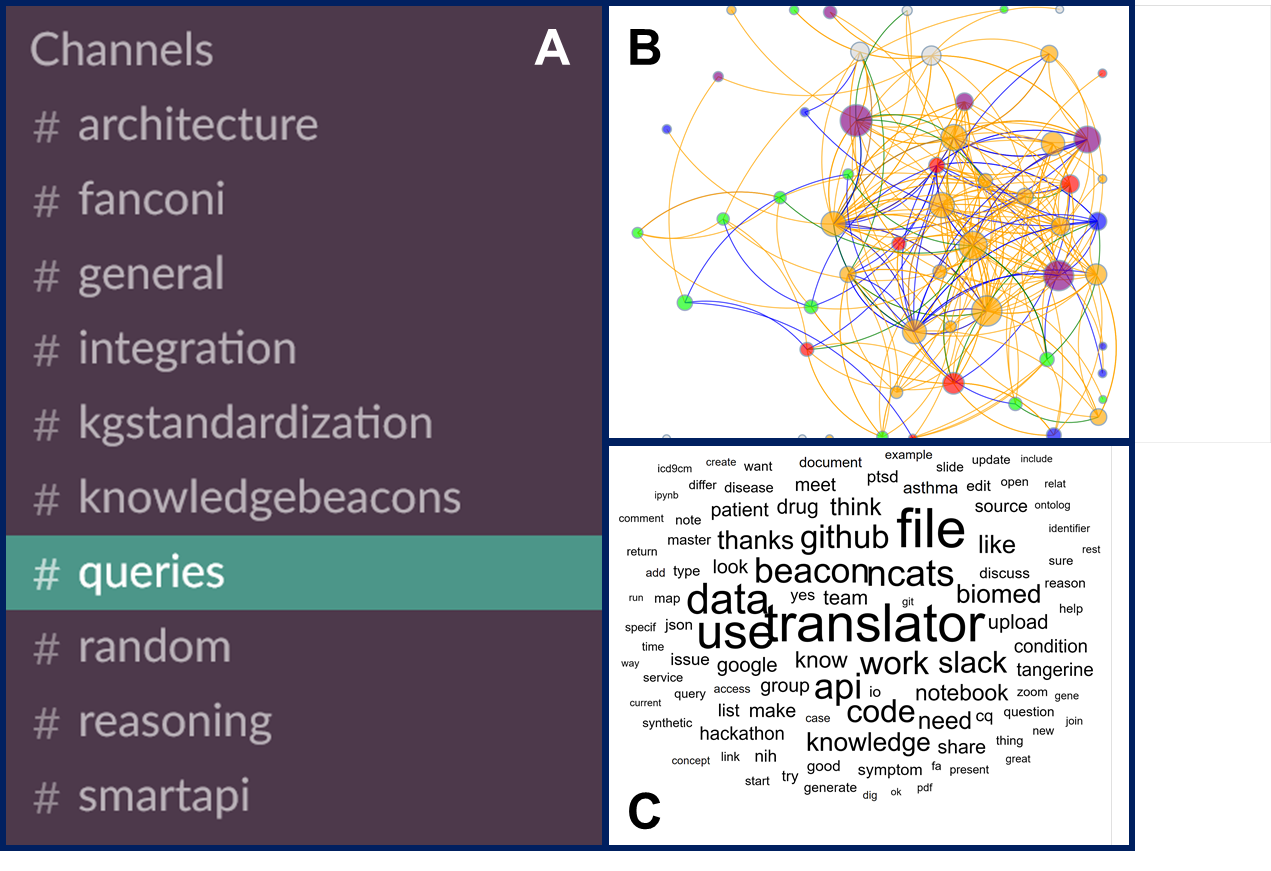 Channels
A
# architecture
# fanconi
# general
# integration
# kgstandardization
# knowledgebeacons
# queries
# random
# reasoning
# smartapi
B
example
icd9cm create want document slide update include
ptsd
ipynb differ disease meet asthma edit open relat
patient drug think source ontolog
comment note file identifier
master thanks github like
return rest
add type look beacon ncats discuss sure
reason
run map data yes team git biomed help
specif json use translator upload
time condition
way issue google know work slack tangerine
service
query access group api io notebook zoom gene
current
list make case code need cq question join
synthetic
hackathon knowledge share thing new
concept link nih great
good symptom fa present
start try
generate dig ok pdf
C